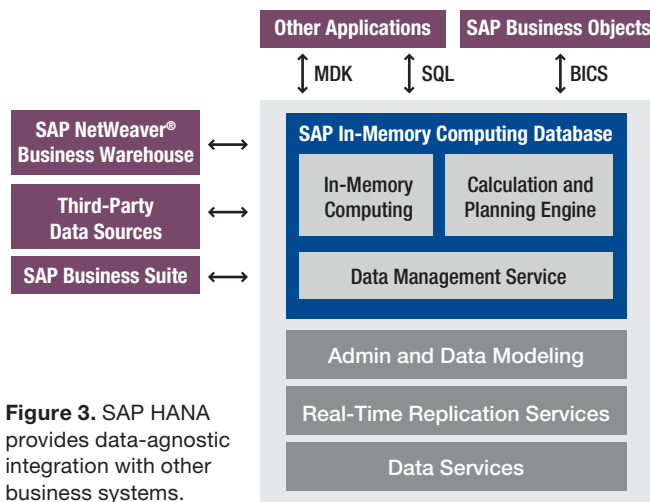 Other Applications
SAP Business Objects
MDK
SQL
BICS
SAP NetWeaver®
Business Warehouse
Third-Party
Data Sources
SAP Business Suite
SAP In-Memory Computing Database
In-Memory
Computing
Calculation and
Planning Engine
Data Management Service
Admin and Data Modeling
Real-Time Replication Services
Data Services
Figure 3. SAP HANA
provides data-agnostic
integration with other
business systems.